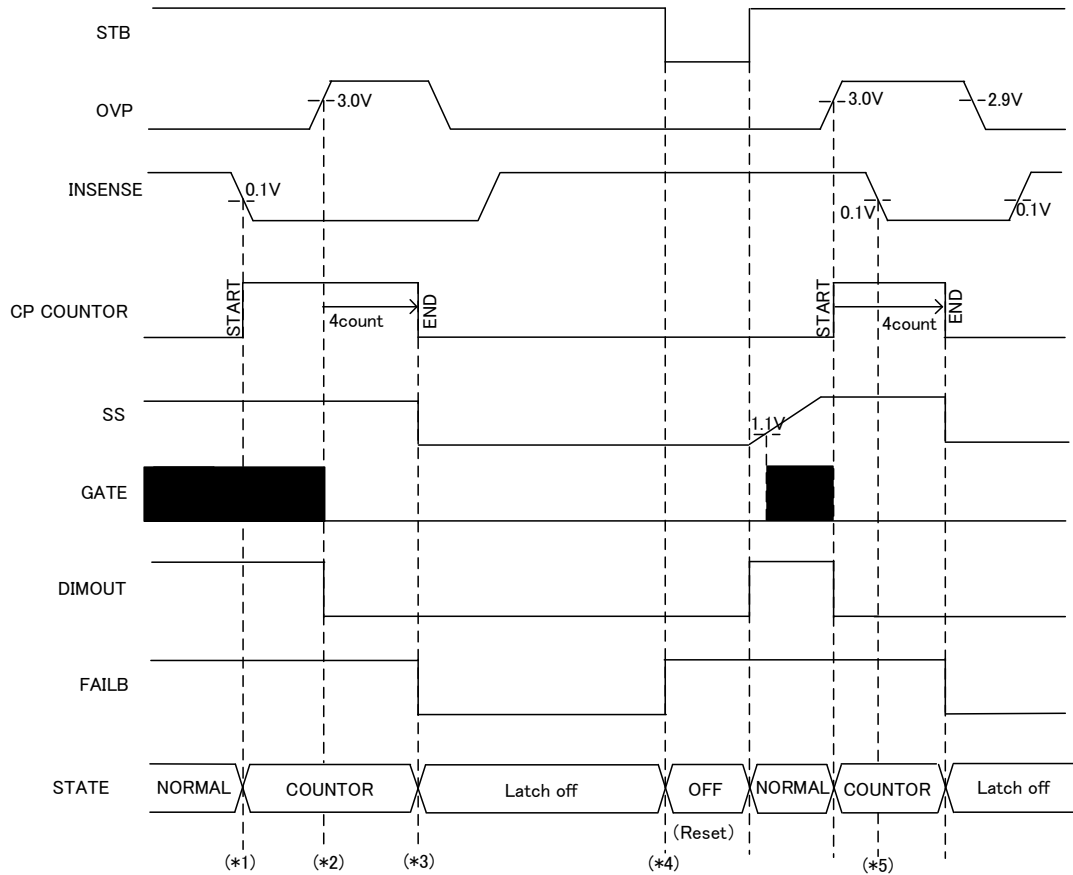 STB
OVP
3.0V
3.0V
2.9V
INSENSE
0.1V
0.1V
0.1V
CP COUNTOR
START
4count
END
START
4count
END
SS
1.1V
GATE
DIMOUT
FAILB
STATE
NORMAL
COUNTOR
Latch off
OFF
NORMAL
COUNTOR
Latch off
(Reset)
(*1)
(*2)
(*3)
(*4)
(*5)